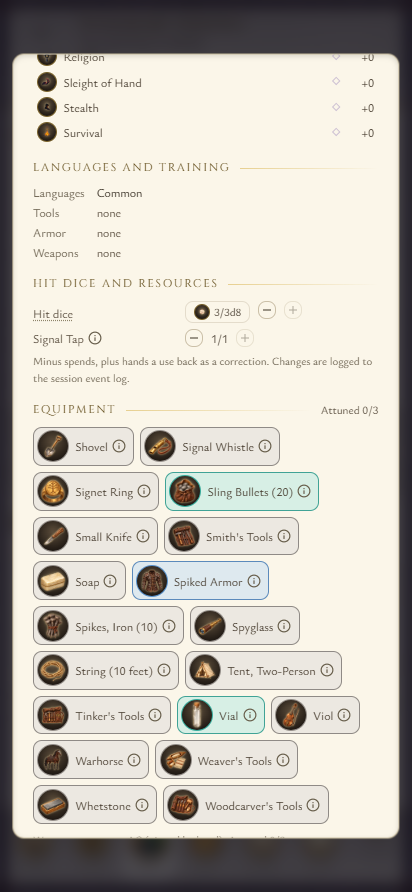 Religion +0
Sleight of Hand +0
Stealth +0
Survival +0
LANGUAGES AND TRAINING
Languages Common
Tools none
Armor none
Weapons none
HIT DICE AND RESOURCES
Hit dice 3/3d8
Signal Tap 1/1
Minus spends, plus hands a use back as a correction. Changes are logged to
the session event log.
EQUIPMENT Attuned 0/3
Shovel Signal Whistle
Signet Ring Sling Bullets (20)
Small Knife Smith's Tools
Soap Spiked Armor
Spikes, Iron (10) Spyglass
String (10 feet) Tent, Two-Person
Tinker's Tools Vial Viol
Warhorse Weaver's Tools
Whetstone Woodcarver's Tools